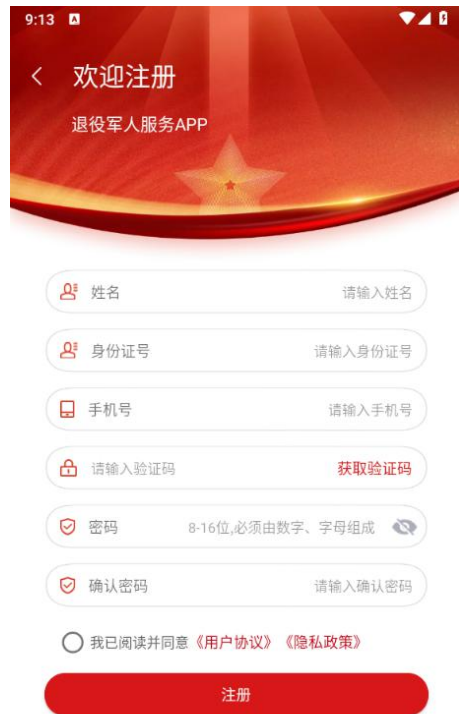 9:13 A
欢迎注册
退役军人服务APP
姓名 请输入姓名
身份证号 请输入身份证号
手机号 请输入手机号
请输入验证码 获取验证码
密码 8-16位,必须由数字、字母组成
确认密码 请输入确认密码
我已阅读并同意《用户协议》《隐私政策》
注册